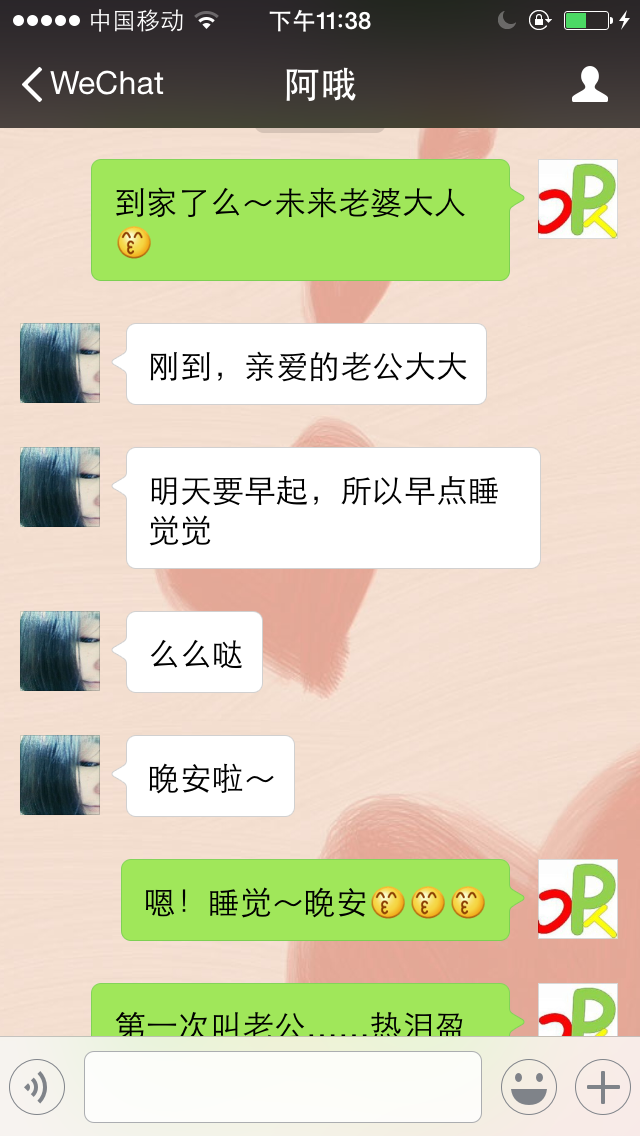 中国移动 下午11:38
WeChat 阿哦
到家了么～未来老婆大人
😙
刚到，亲爱的老公大大
明天要早起，所以早点睡
觉觉
么么哒
晚安啦～
嗯！睡觉～晚安😙😙😙
第一次叫老公……热泪盈